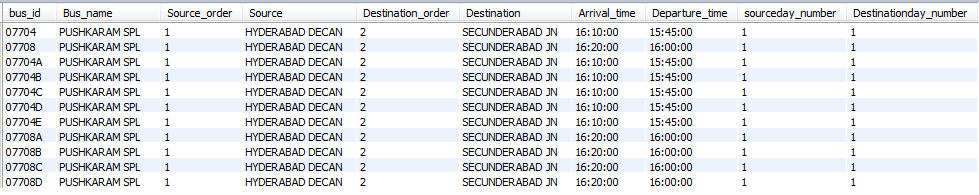 bus_id Bus_name Source_order Source Destination_order Destination Arrival_time Departure_time sourceday_number Destinationday_number
07704 PUSHKARAM SPL 1 HYDERABAD DECAN 2 SECUNDERABAD JN 16:10:00 15:45:00 1 1
07708 PUSHKARAM SPL 1 HYDERABAD DECAN 2 SECUNDERABAD JN 16:20:00 16:00:00 1 1
07704A PUSHKARAM SPL 1 HYDERABAD DECAN 2 SECUNDERABAD JN 16:10:00 15:45:00 1 1
07704B PUSHKARAM SPL 1 HYDERABAD DECAN 2 SECUNDERABAD JN 16:10:00 15:45:00 1 1
07704C PUSHKARAM SPL 1 HYDERABAD DECAN 2 SECUNDERABAD JN 16:10:00 15:45:00 1 1
07704D PUSHKARAM SPL 1 HYDERABAD DECAN 2 SECUNDERABAD JN 16:10:00 15:45:00 1 1
07704E PUSHKARAM SPL 1 HYDERABAD DECAN 2 SECUNDERABAD JN 16:10:00 15:45:00 1 1
07708A PUSHKARAM SPL 1 HYDERABAD DECAN 2 SECUNDERABAD JN 16:20:00 16:00:00 1 1
07708B PUSHKARAM SPL 1 HYDERABAD DECAN 2 SECUNDERABAD JN 16:20:00 16:00:00 1 1
07708C PUSHKARAM SPL 1 HYDERABAD DECAN 2 SECUNDERABAD JN 16:20:00 16:00:00 1 1
07708D PUSHKARAM SPL 1 HYDERABAD DECAN 2 SECUNDERABAD JN 16:20:00 16:00:00 1 1